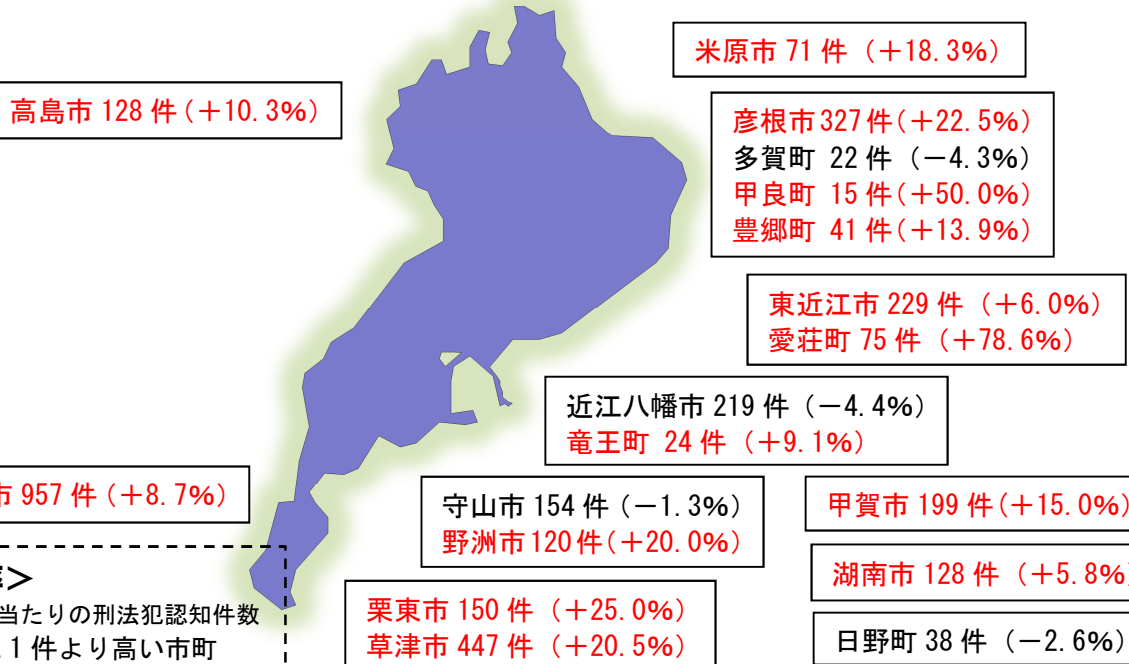 米原市 71 件 (+18.3%)
高島市 128 件(+10.3%)
彦根市 327 件(+22.5%)
多賀町 22 件 (−4.3%)
甲良町 15 件(+50.0%)
豊郷町 41 件(+13.9%)
東近江市 229 件 (+6.0%)
愛荘町 75 件 (+78.6%)
近江八幡市 219 件 (−4.4%)
竜王町 24 件 (+9.1%)
市 957 件 (+8.7%)
守山市 154 件 (−1.3%)
野洲市 120 件(+20.0%)
甲賀市 199 件(+15.0%)
湖南市 128 件 (+5.8%)
日野町 38 件 (−2.6%)
>
当たりの刑法犯認知件数
1 件より高い市町
栗東市 150 件 (+25.0%)
草津市 447 件 (+20.5%)